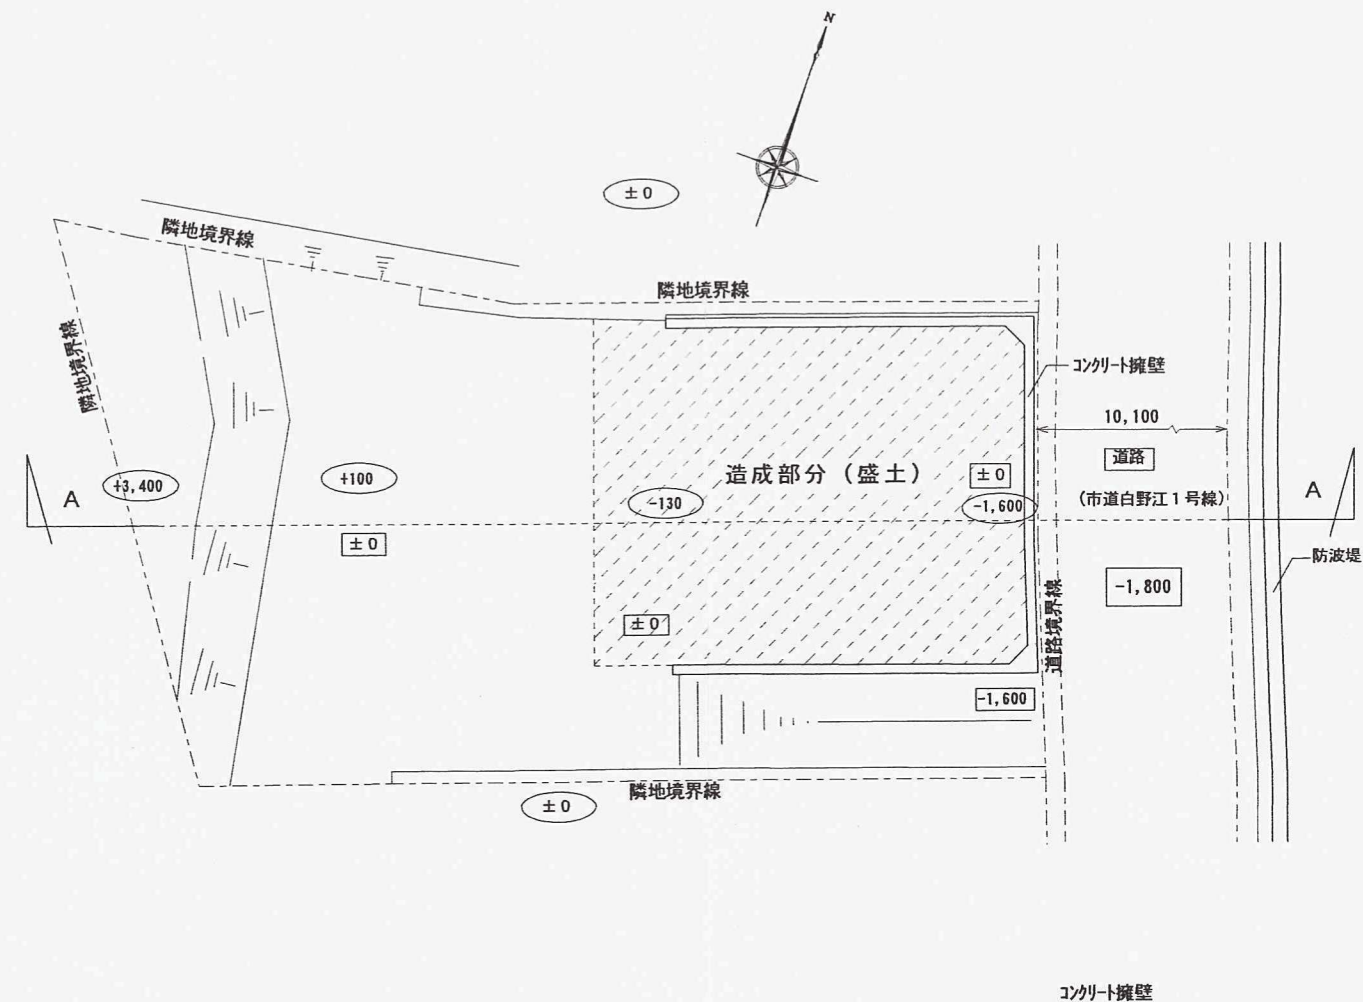 N
±0
隣地境界線
隣地境界線
隣地境界線
コンクリート擁壁
10,100
道路
(市道白野江1号線)
造成部分(盛土)
±0
-1,600
-130
+100
+3,400
A
A
±0
防波堤
-1,800
±0
道路境界線
-1,600
隣地境界線
±0
コンクリート擁壁